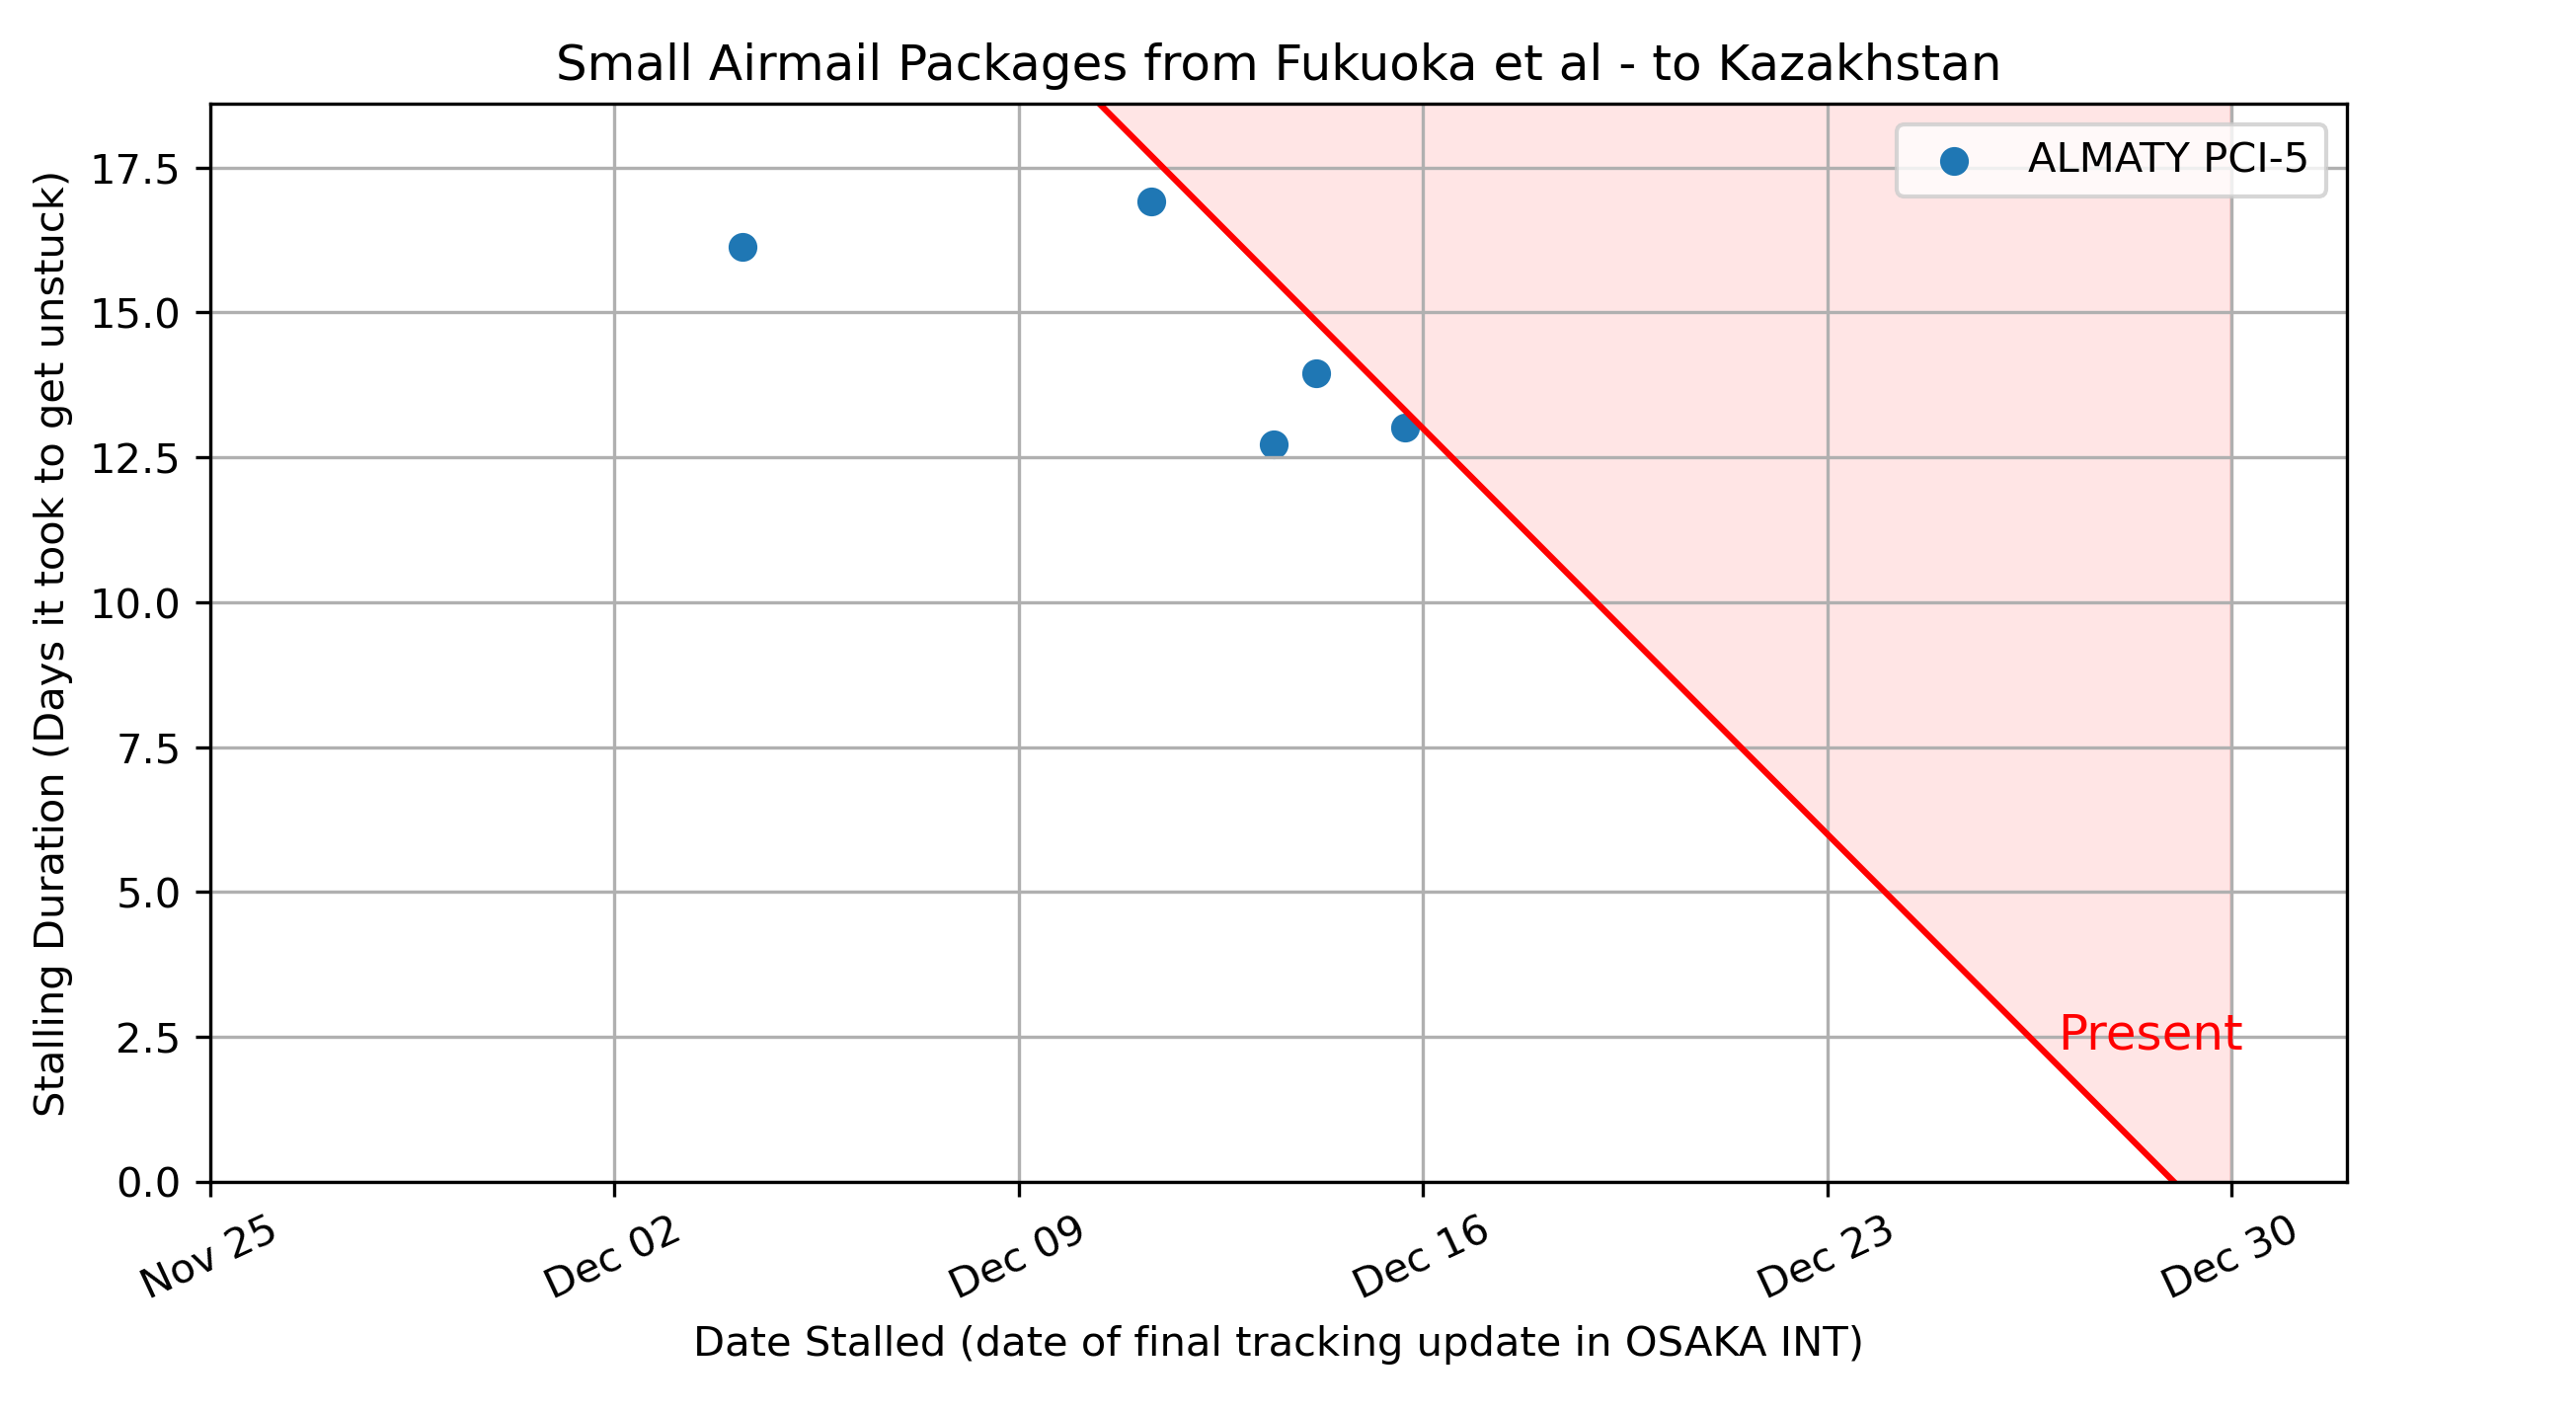 Small Airmail Packages from Fukuoka et al - to Kazakhstan
ALMATY PCI-5
Stalling Duration (Days it took to get unstuck)
17.5
15.0
12.5
10.0
7.5
5.0
2.5
0.0
Present
Nov 25
Dec 02
Dec 09
Dec 16
Dec 23
Dec 30
Date Stalled (date of final tracking update in OSAKA INT)